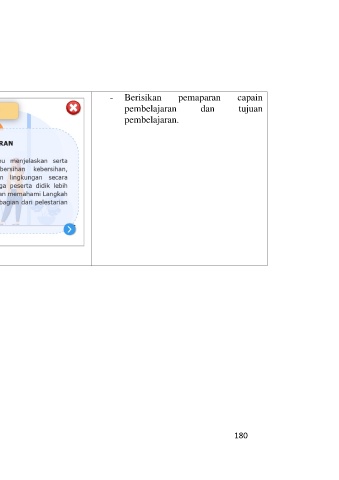 RAN
u menjelaskan serta
bersihan kebersihan,
n lingkungan secara
ga peserta didik lebih
an memahami Langkah
bagian dari pelestarian
- Berisikan pemaparan capain
pembelajaran dan tujuan
pembelajaran.
180